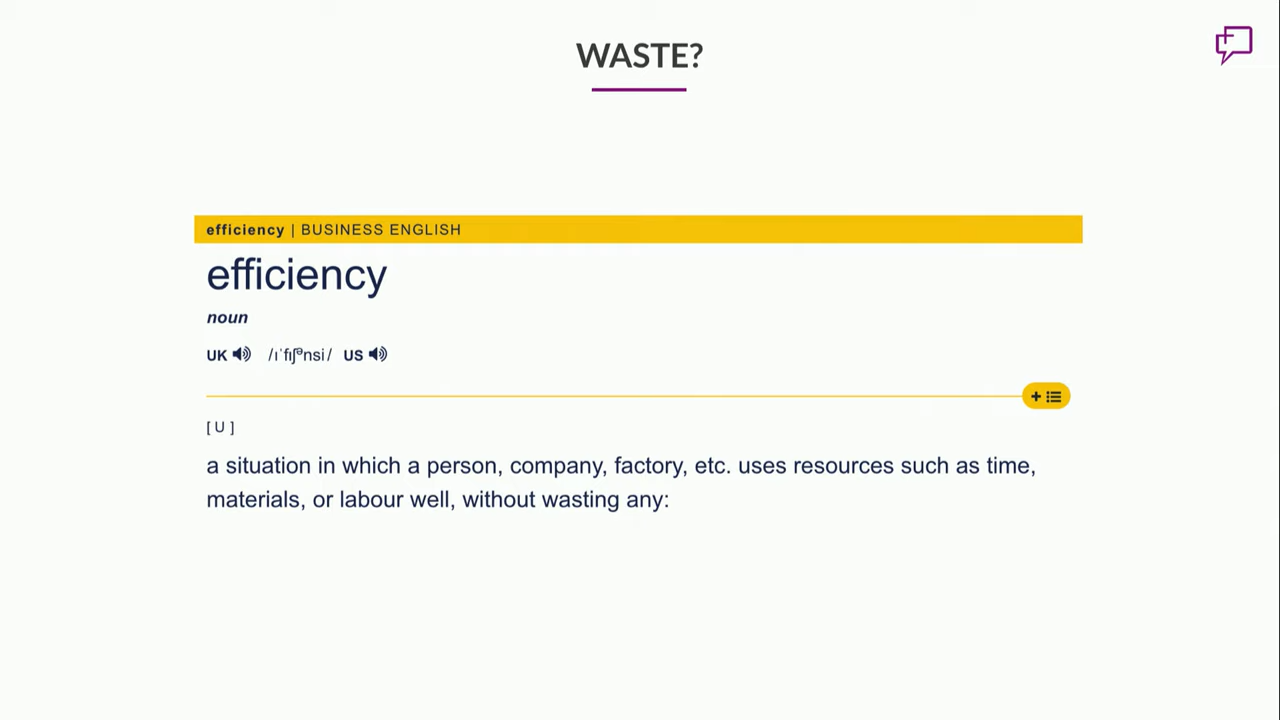 WASTE?
efficiency | BUSINESS ENGLISH
efficiency
noun
UK /ɪˈfɪʃᵊnsi/ US
[ U ]
a situation in which a person, company, factory, etc. uses resources such as time,
materials, or labour well, without wasting any: